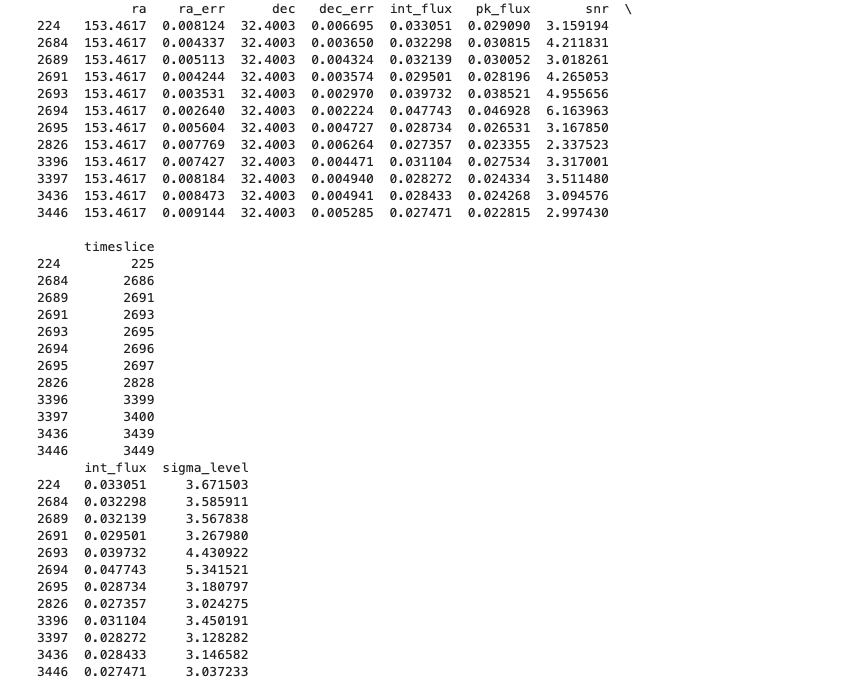 ra ra_err dec dec_err int_flux pk_flux snr \
224 153.4617 0.008124 32.4003 0.006695 0.033051 0.029090 3.159194
2684 153.4617 0.004337 32.4003 0.003650 0.032298 0.030815 4.211831
2689 153.4617 0.005113 32.4003 0.004324 0.032139 0.030052 3.018261
2691 153.4617 0.004244 32.4003 0.003574 0.029501 0.028196 4.265053
2693 153.4617 0.003531 32.4003 0.002970 0.039732 0.038521 4.955656
2694 153.4617 0.002640 32.4003 0.002224 0.047743 0.046928 6.163963
2695 153.4617 0.005604 32.4003 0.004727 0.028734 0.026531 3.167850
2826 153.4617 0.007769 32.4003 0.006264 0.027357 0.023355 2.337523
3396 153.4617 0.007427 32.4003 0.004471 0.031104 0.027534 3.317001
3397 153.4617 0.008184 32.4003 0.004940 0.028272 0.024334 3.511480
3436 153.4617 0.008473 32.4003 0.004941 0.028433 0.024268 3.094576
3446 153.4617 0.009144 32.4003 0.005285 0.027471 0.022815 2.997430
timeslice
224 225
2684 2686
2689 2691
2691 2693
2693 2695
2694 2696
2695 2697
2826 2828
3396 3399
3397 3400
3436 3439
3446 3449
int_flux sigma_level
224 0.033051 3.671503
2684 0.032298 3.585911
2689 0.032139 3.567838
2691 0.029501 3.267980
2693 0.039732 4.430922
2694 0.047743 5.341521
2695 0.028734 3.180797
2826 0.027357 3.024275
3396 0.031104 3.450191
3397 0.028272 3.128282
3436 0.028433 3.146582
3446 0.027471 3.037233